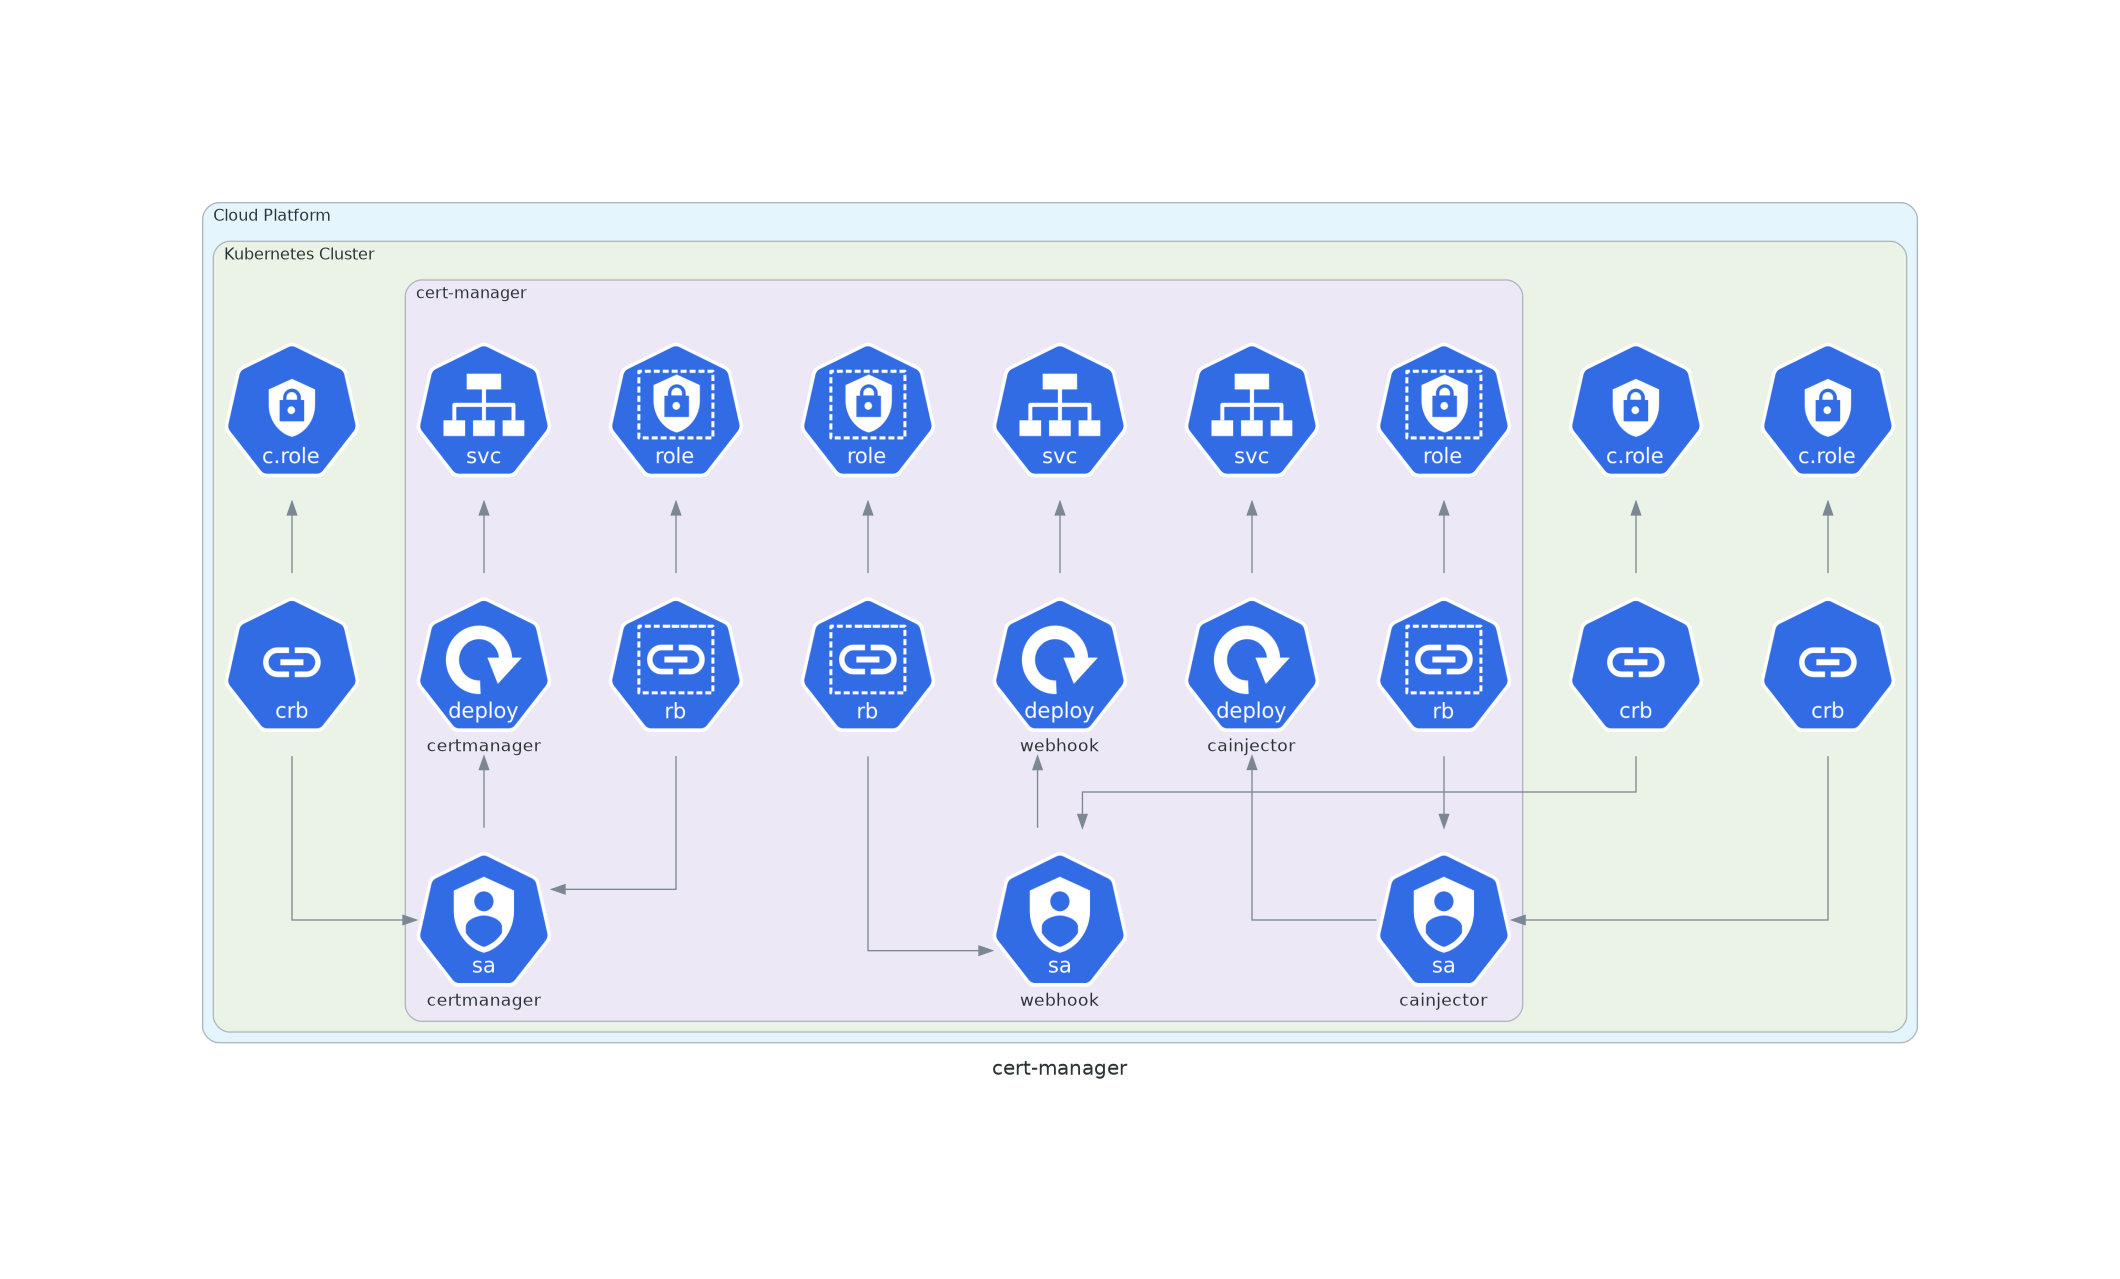 Cloud Platform
Kubernetes Cluster
cert-manager
c.role
svc
role
role
svc
svc
role
c.role
c.role
crb
deploy
rb
rb
deploy
deploy
rb
crb
crb
certmanager
webhook
cainjector
sa
sa
sa
certmanager
webhook
cainjector
cert-manager